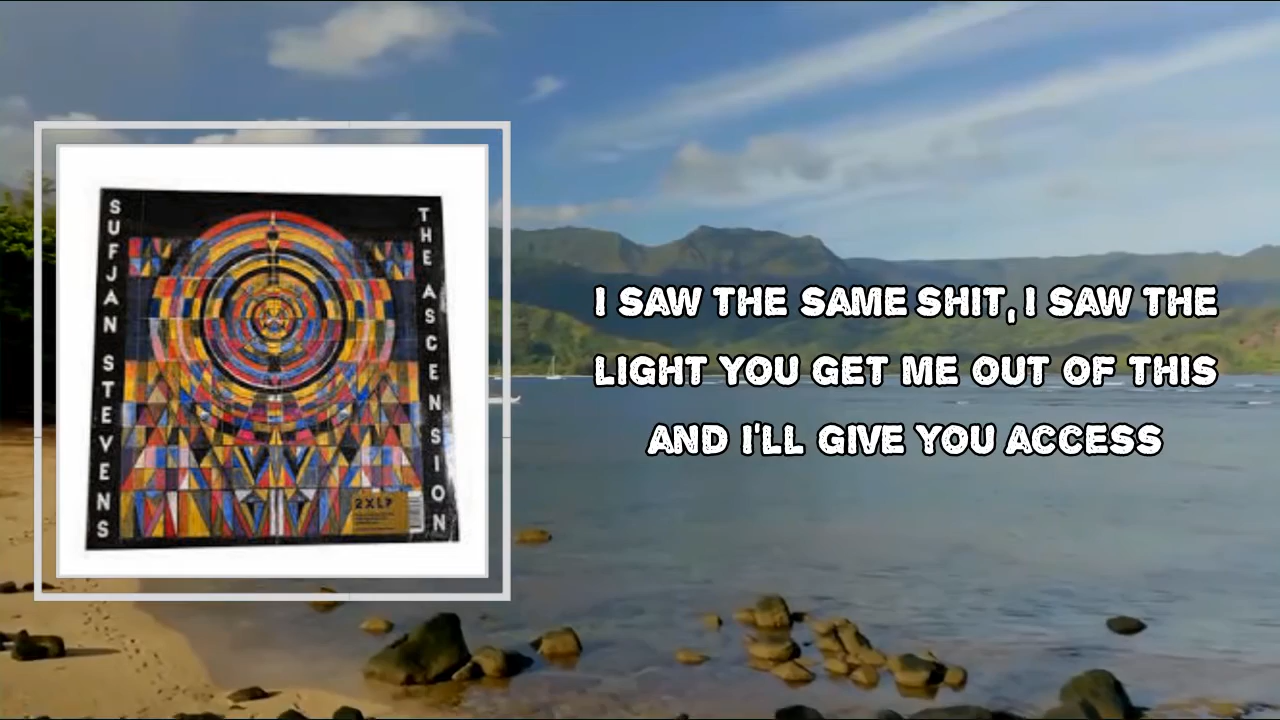 SUFJAN STEVENS
THE ASCENSION
2XLP
I SAW THE SAME SHIT, I SAW THE
LIGHT YOU GET ME OUT OF THIS
AND I'LL GIVE YOU ACCESS